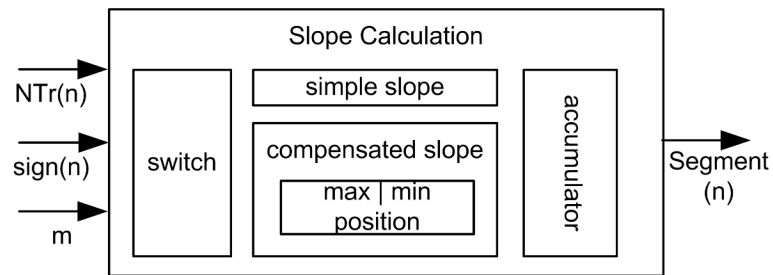 Slope Calculation
NTr(n)
sign(n)
m
switch
simple slope
compensated slope
max | min
position
accumulator
Segment
(n)